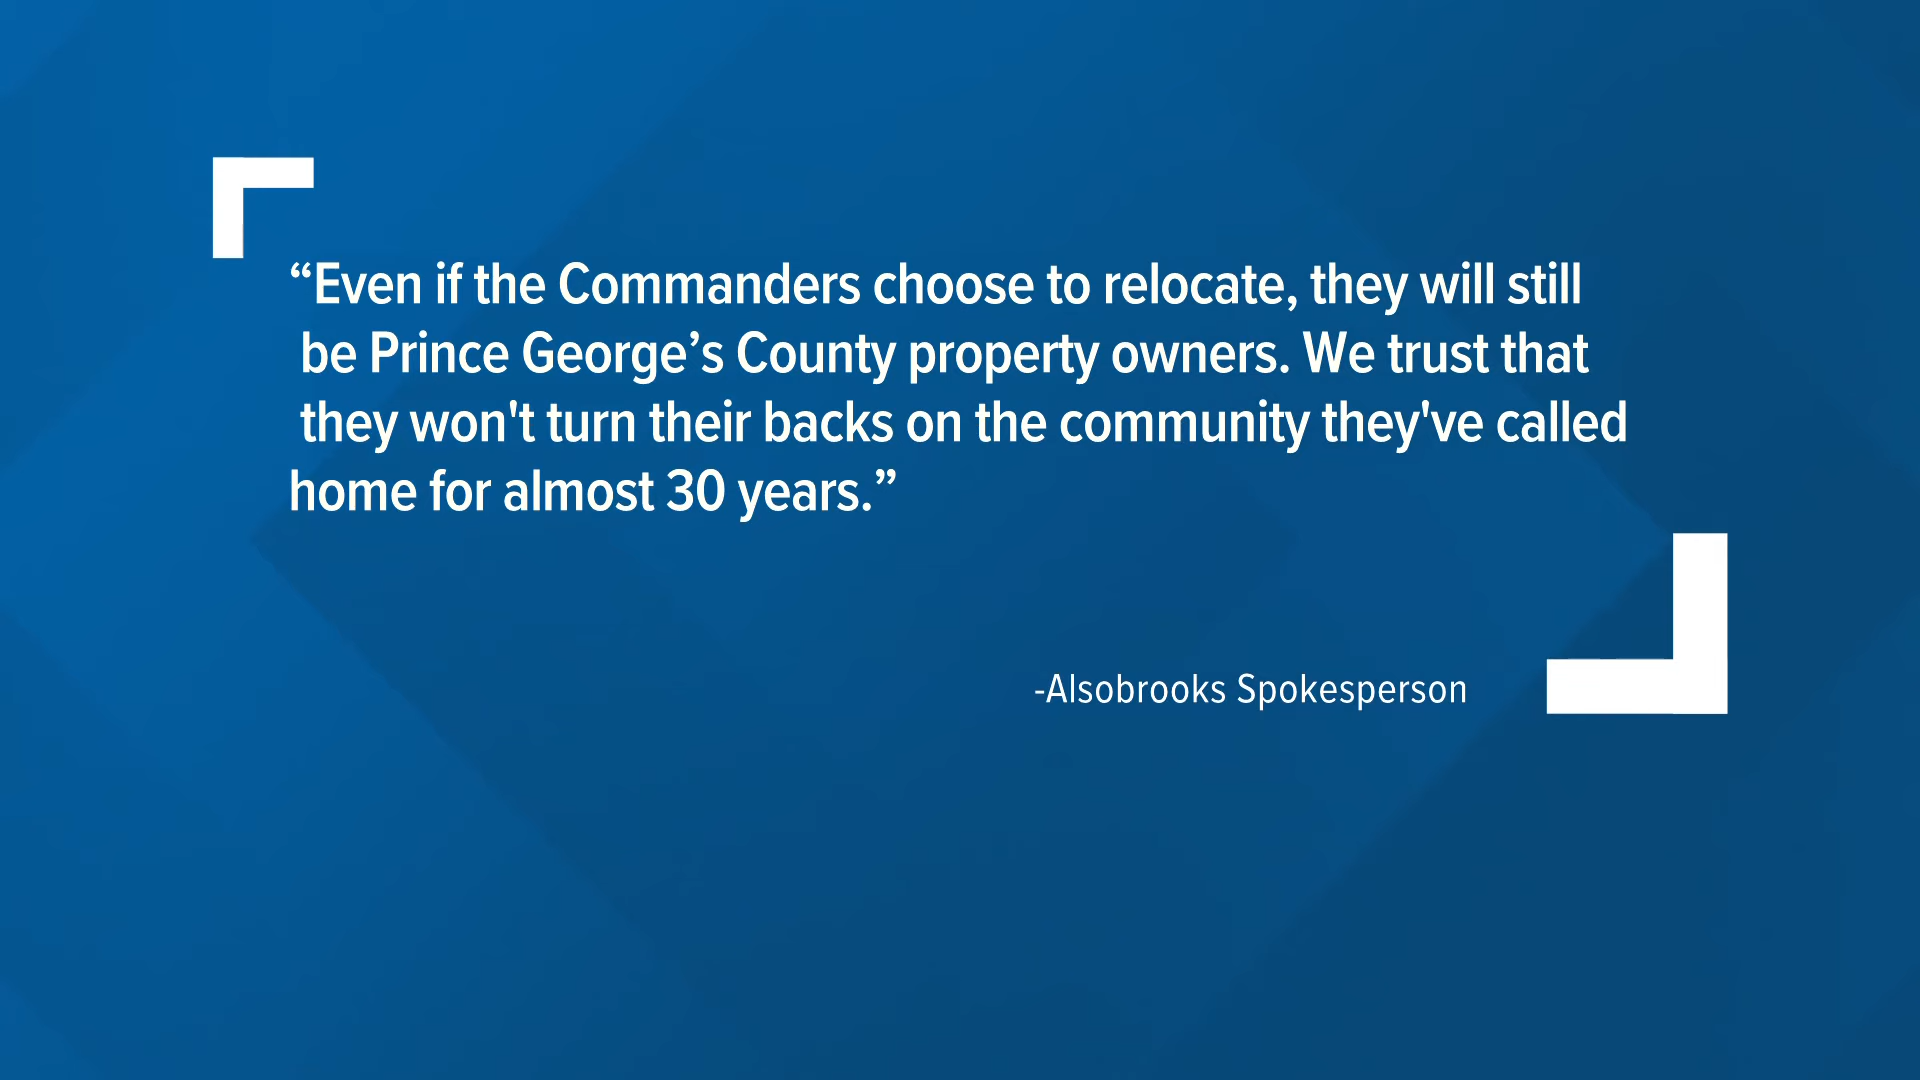 “Even if the Commanders choose to relocate, they will still
be Prince George’s County property owners. We trust that
they won't turn their backs on the community they've called
home for almost 30 years.”
-Alsobrooks Spokesperson